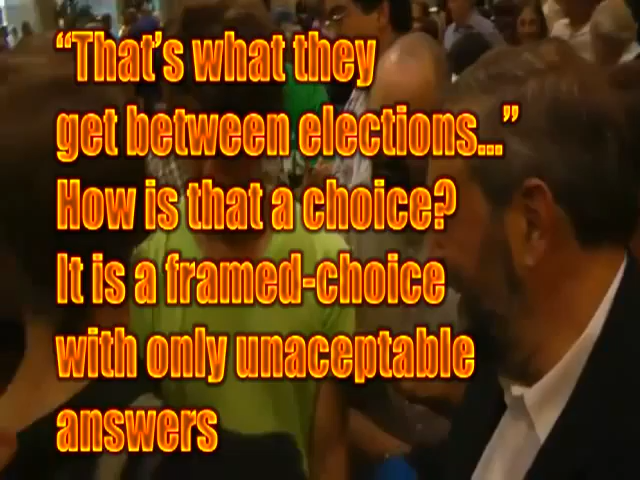 “That’s what they
get between elections...”
How is that a choice?
It is a framed-choice
with only unaceptable
answers